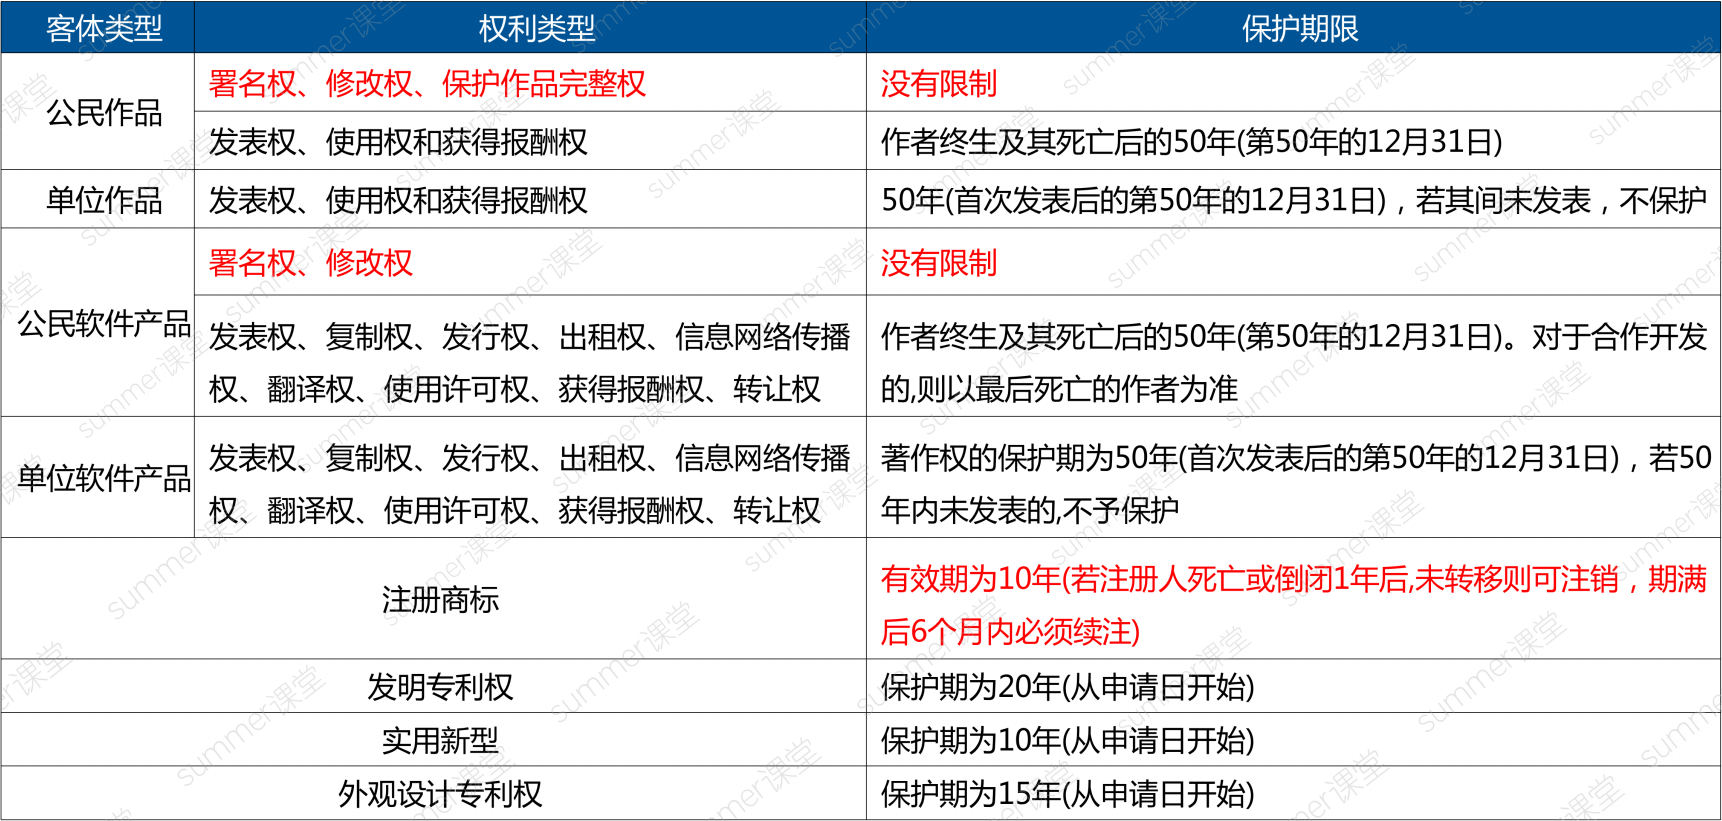 客体类型 权利类型 保护期限
公民作品
署名权、修改权、保护作品完整权 没有限制
发表权、使用权和获得报酬权 作者终生及其死亡后的50年(第50年的12月31日)
单位作品 发表权、使用权和获得报酬权 50年(首次发表后的第50年的12月31日)，若其间未发表，不保护
公民软件产品
署名权、修改权 没有限制
发表权、复制权、发行权、出租权、信息网络传播
权、翻译权、使用许可权、获得报酬权、转让权
作者终生及其死亡后的50年(第50年的12月31日)。对于合作开发
的,则以最后死亡的作者为准
单位软件产品
发表权、复制权、发行权、出租权、信息网络传播
权、翻译权、使用许可权、获得报酬权、转让权
著作权的保护期为50年(首次发表后的第50年的12月31日)，若50
年内未发表的,不予保护
注册商标
有效期为10年(若注册人死亡或倒闭1年后,未转移则可注销，期满
后6个月内必须续注)
发明专利权 保护期为20年(从申请日开始)
实用新型 保护期为10年(从申请日开始)
外观设计专利权 保护期为15年(从申请日开始)
summer课堂